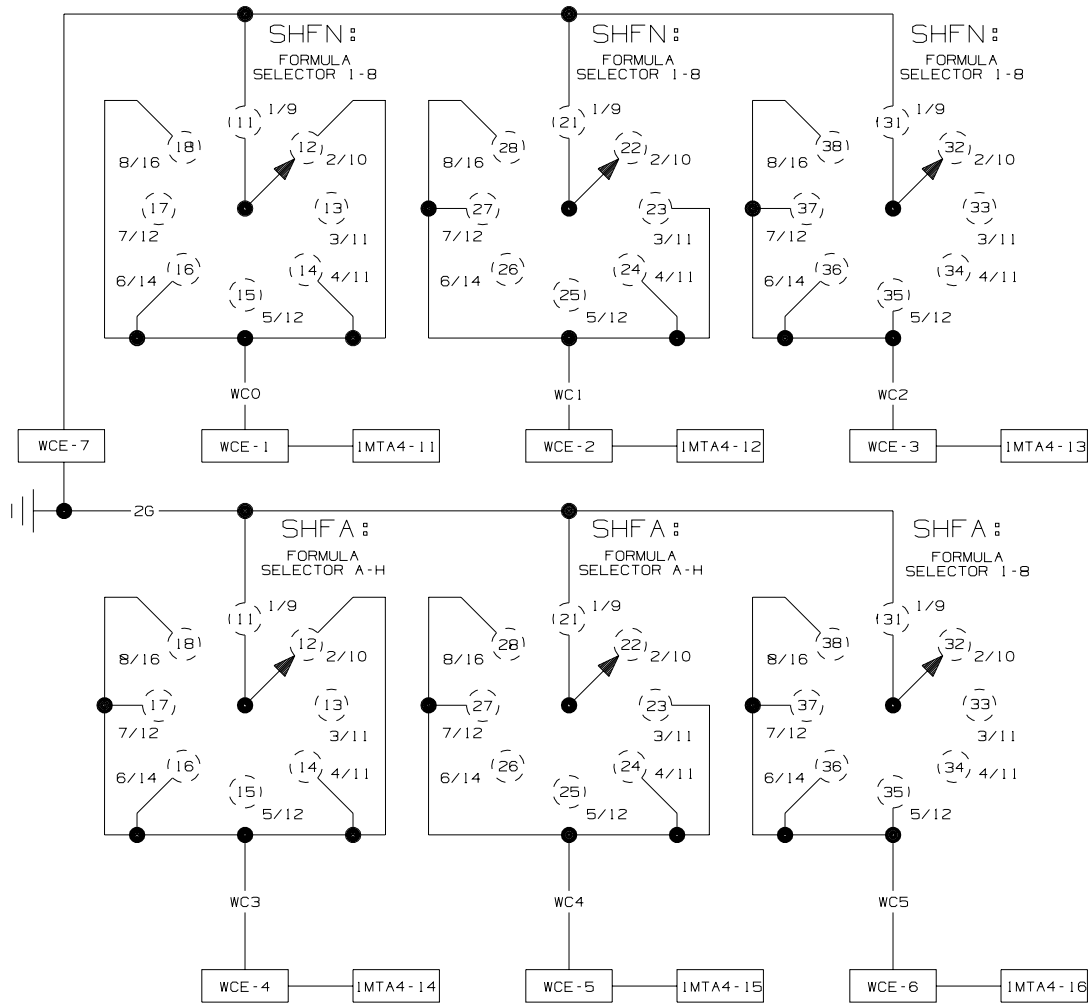 SHFN:
FORMULA
SELECTOR 1-8
11
1/9
18
12
8/16
2/10
17
13
7/12
3/11
16
14
6/14
4/11
15
5/12
SHFN:
FORMULA
SELECTOR 1-8
21
1/9
28
22
8/16
2/10
27
23
7/12
3/11
26
24
6/14
4/11
25
5/12
SHFN:
FORMULA
SELECTOR 1-8
31
1/9
38
32
8/16
2/10
37
33
7/12
3/11
36
34
6/14
4/11
35
5/12
WC0
WC1
WC2
WCE-7
WCE-1
1MTA4-11
WCE-2
1MTA4-12
WCE-3
1MTA4-13
2G
SHFA:
FORMULA
SELECTOR A-H
11
1/9
18
12
8/16
2/10
17
13
7/12
3/11
16
14
6/14
4/11
15
5/12
SHFA:
FORMULA
SELECTOR A-H
21
1/9
28
22
8/16
2/10
27
23
7/12
3/11
26
24
6/14
4/11
25
5/12
SHFA:
FORMULA
SELECTOR 1-8
31
1/9
38
32
8/16
2/10
37
33
7/12
3/11
36
34
6/14
4/11
35
5/12
WC3
WC4
WC5
WCE-4
1MTA4-14
WCE-5
1MTA4-15
WCE-6
1MTA4-16